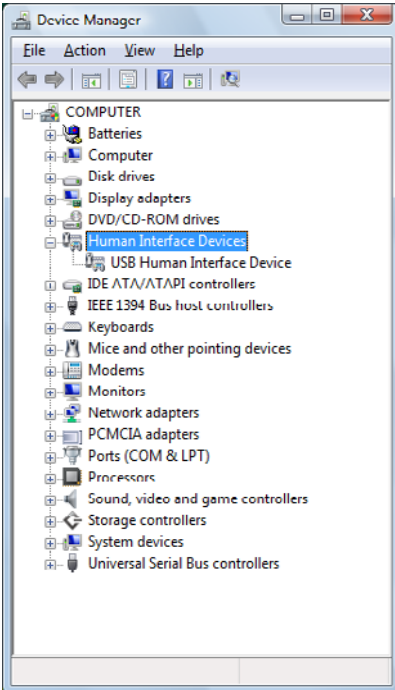 Device Manager
File Action View Help
COMPUTER
Batteries
Computer
Disk drives
Display adapters
DVD/CD-ROM drives
Human Interface Devices
USB Human Interface Device
IDE ATA/ATAPI controllers
IEEE 1394 Bus host controllers
Keyboards
Mice and other pointing devices
Modems
Monitors
Network adapters
PCMCIA adapters
Ports (COM & LPT)
Processors
Sound, video and game controllers
Storage controllers
System devices
Universal Serial Bus controllers